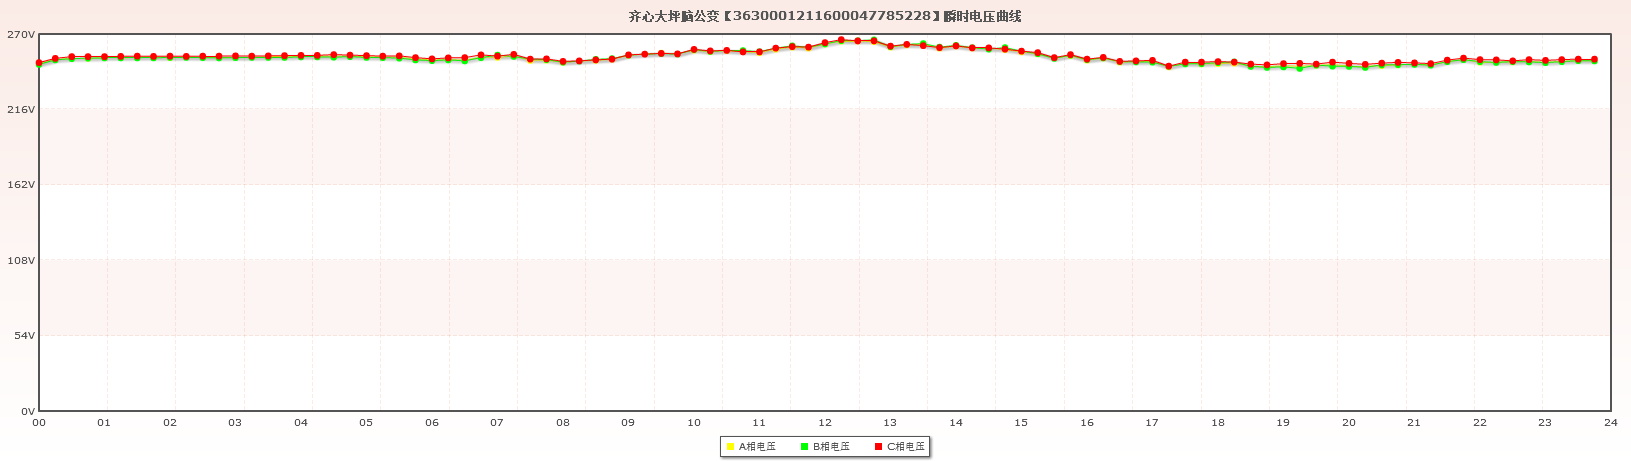 齐心大坪脑公变【3630001211600047785228】瞬时电压曲线
270V
216V
162V
108V
54V
0V
00 01 02 03 04 05 06 07 08 09 10 11 12 13 14 15 16 17 18 19 20 21 22 23 24
A相电压 B相电压 C相电压